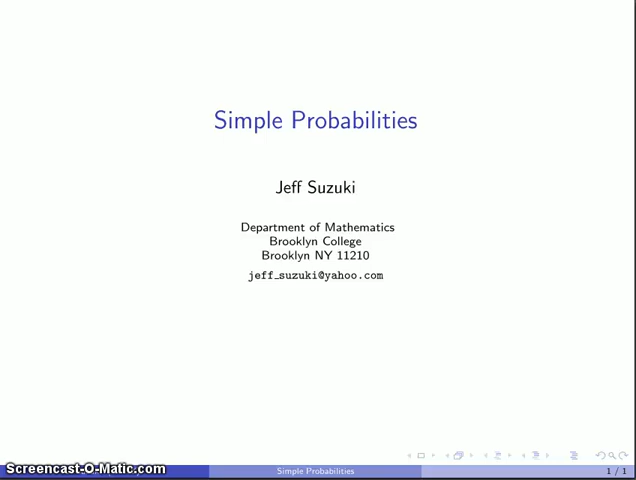 Simple Probabilities
Jeff Suzuki
Department of Mathematics
Brooklyn College
Brooklyn NY 11210
jeff_suzuki@yahoo.com
Screencast-O-Matic.com
Simple Probabilities
1 / 1